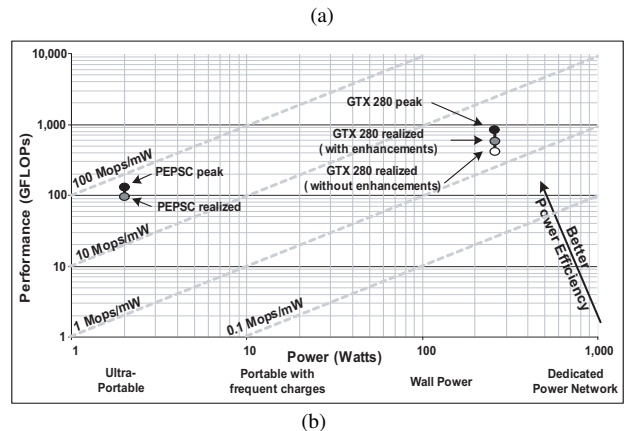 (a)
10,000
1,000
100
10
1
Performance (GFLOPs)
100 Mops/mW
10 Mops/mW
1 Mops/mW
0.1 Mops/mW
PEPSC peak
PEPSC realized
GTX 280 peak
GTX 280 realized
(with enhancements)
GTX 280 realized
(without enhancements)
Better
Power Efficiency
1
10
100
1,000
Power (Watts)
Ultra-
Portable
Portable with
frequent charges
Wall Power
Dedicated
Power Network
(b)